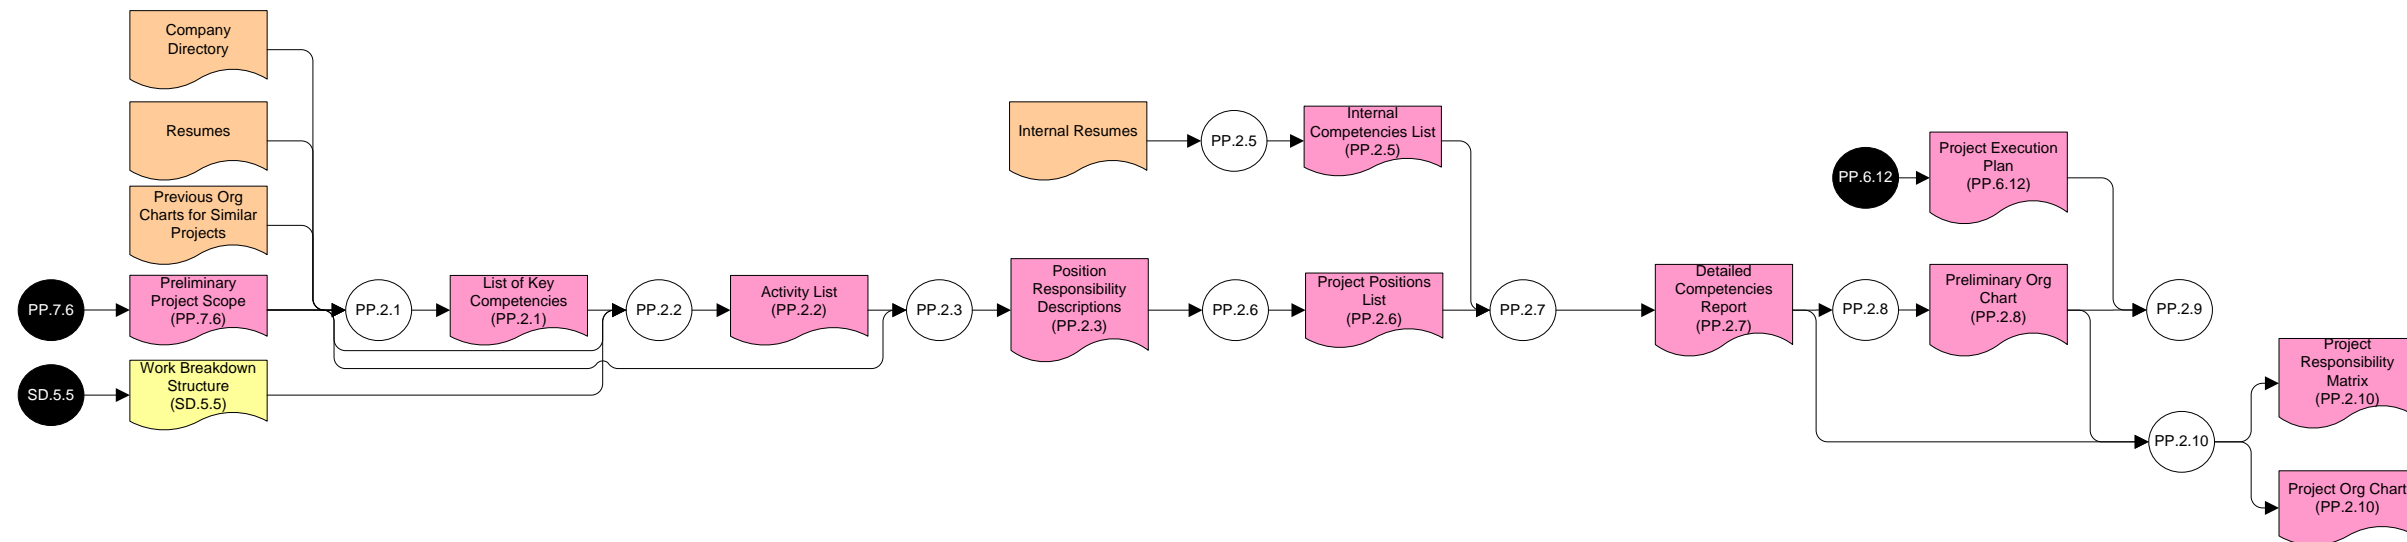 Company
Directory
Resumes
Previous Org
Charts for Similar
Projects
PP.7.6
Preliminary
Project Scope
(PP.7.6)
SD.5.5
Work Breakdown
Structure
(SD.5.5)
PP.2.1
List of Key
Competencies
(PP.2.1)
PP.2.2
Activity List
(PP.2.2)
PP.2.3
Internal Resumes
PP.2.5
Internal
Competencies List
(PP.2.5)
Position
Responsibility
Descriptions
(PP.2.3)
PP.2.6
Project Positions
List
(PP.2.6)
PP.2.7
Detailed
Competencies
Report
(PP.2.7)
PP.6.12
Project Execution
Plan
(PP.6.12)
PP.2.8
Preliminary Org
Chart
(PP.2.8)
PP.2.9
PP.2.10
Project
Responsibility
Matrix
(PP.2.10)
Project Org Chart
(PP.2.10)